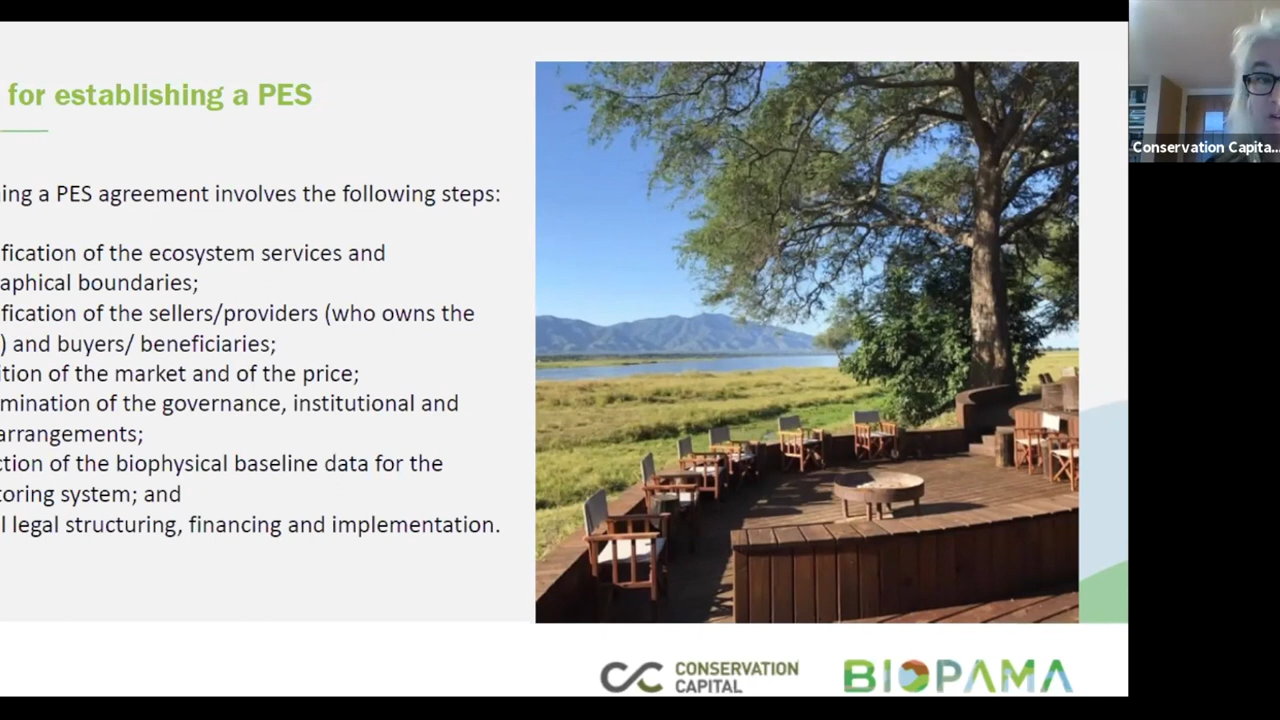 for establishing a PES
ing a PES agreement involves the following steps:
fication of the ecosystem services and
aphical boundaries;
fication of the sellers/providers (who owns the
) and buyers/ beneficiaries;
ition of the market and of the price;
mination of the governance, institutional and
arrangements;
ction of the biophysical baseline data for the
toring system; and
l legal structuring, financing and implementation.
Conservation Capita...
CONSERVATION
CAPITAL
BIOPAMA